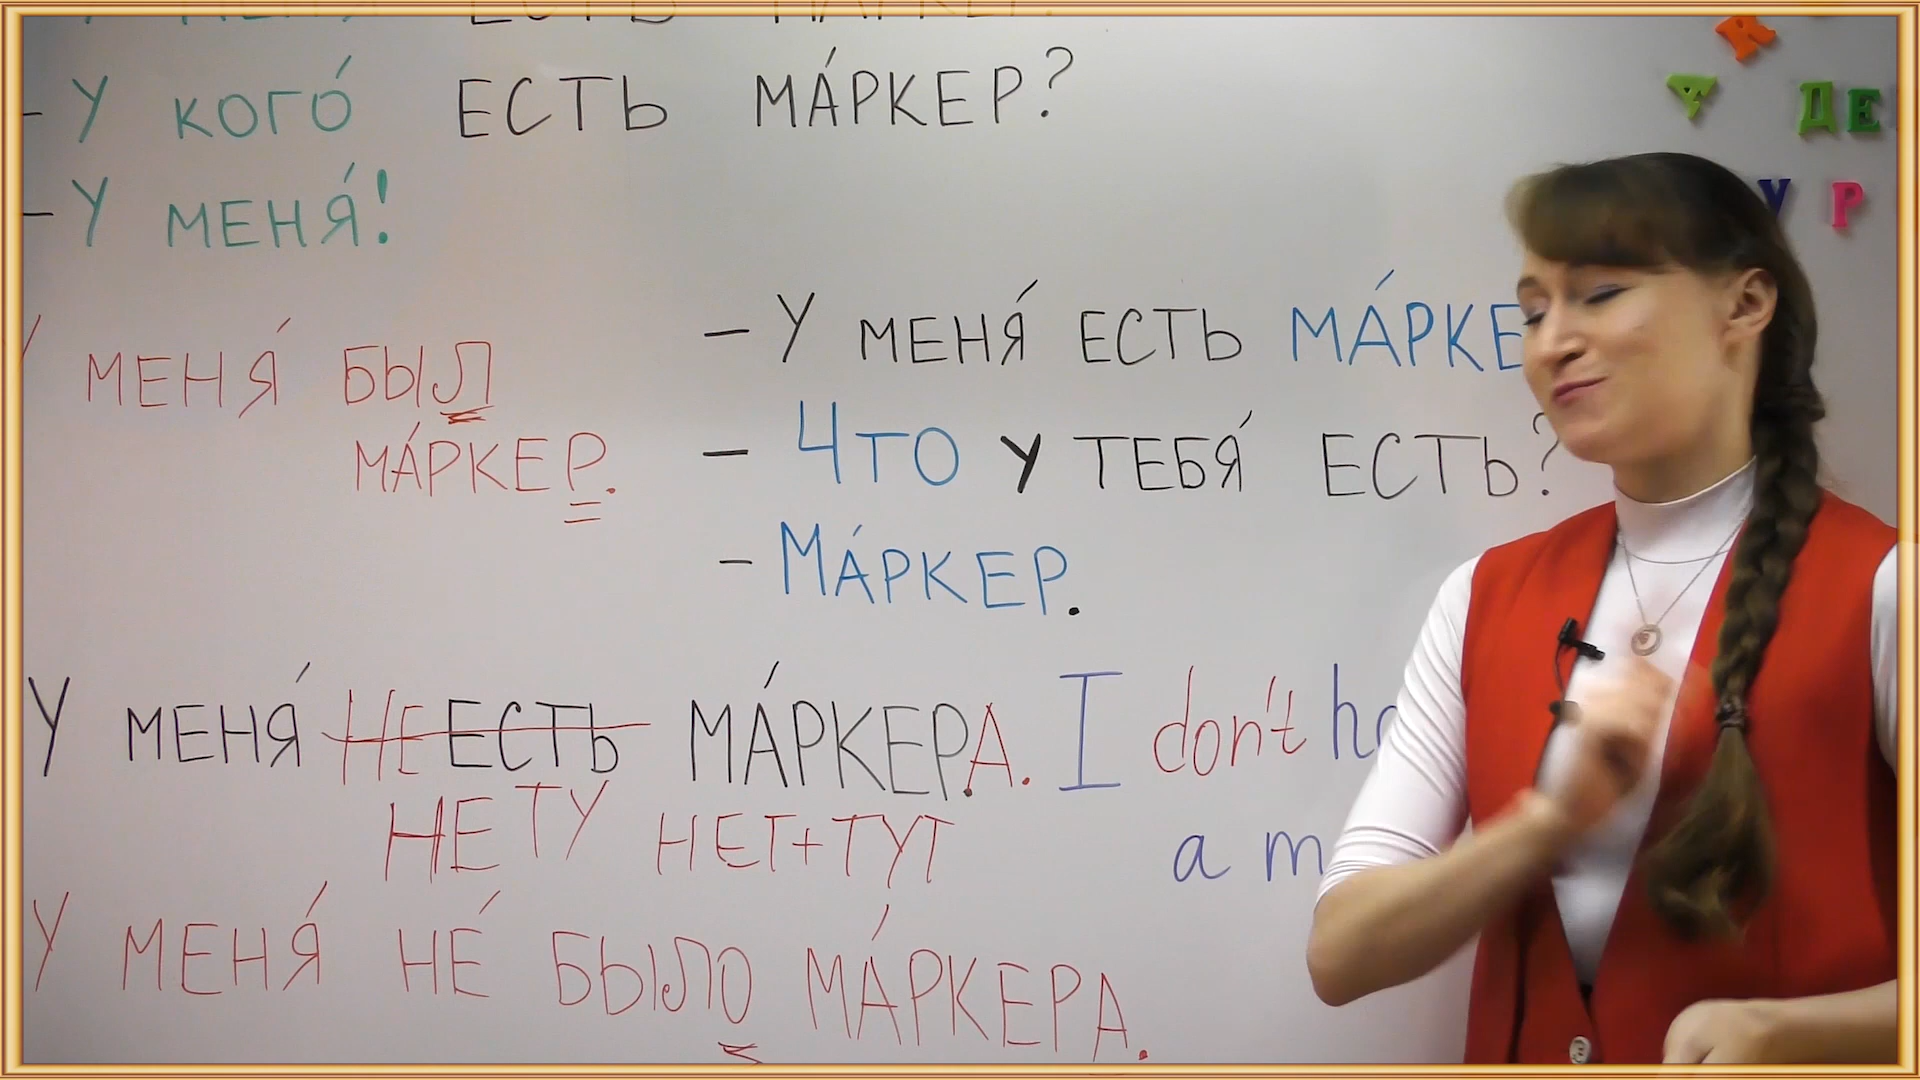 - У КОГО́ ЕСТЬ МА́РКЕР?
- У МЕНЯ́!
У МЕНЯ́ БЫЛ
МА́РКЕР.
- У МЕНЯ́ ЕСТЬ МА́РКЕ
- ЧТО У ТЕБЯ́ ЕСТЬ?
- МА́РКЕР.
У МЕНЯ́ НЕ ЕСТЬ МА́РКЕРА. I don't
НЕТУ НЕТ+ТУТ
a m
У МЕНЯ́ НЕ́ БЫЛО МА́РКЕРА.
ДЕ
У Р